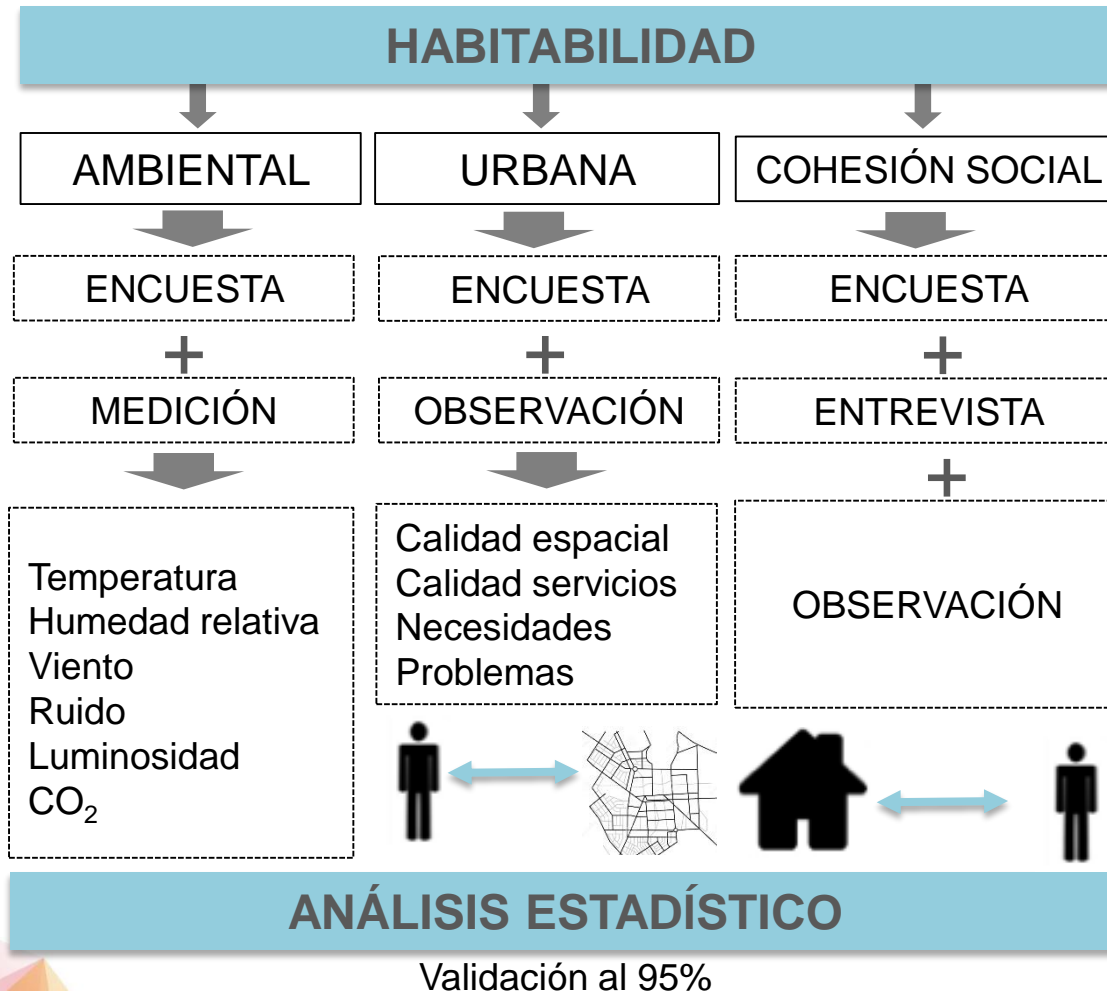 HABITABILIDAD
AMBIENTAL
ENCUESTA
+
MEDICIÓN
Temperatura
Humedad relativa
Viento
Ruido
Luminosidad
CO₂
URBANA
ENCUESTA
+
OBSERVACIÓN
Calidad espacial
Calidad servicios
Necesidades
Problemas
COHESIÓN SOCIAL
ENCUESTA
+
ENTREVISTA
+
OBSERVACIÓN
ANÁLISIS ESTADÍSTICO
Validación al 95%